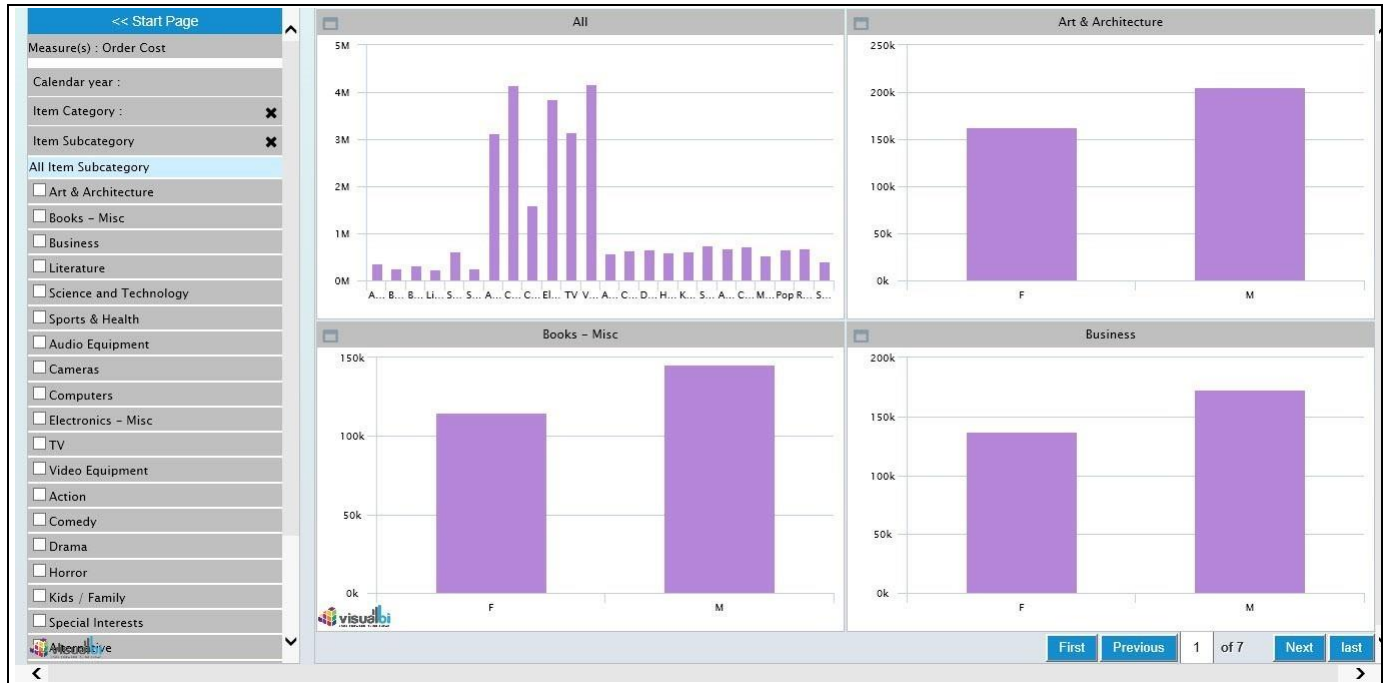 << Start Page
Measure(s) : Order Cost
Calendar year :
Item Category :
Item Subcategory
All Item Subcategory
Art & Architecture
Books - Misc
Business
Literature
Science and Technology
Sports & Health
Audio Equipment
Cameras
Computers
Electronics - Misc
TV
Video Equipment
Action
Comedy
Drama
Horror
Kids / Family
Special Interests
Alternative
All
5M
4M
3M
2M
1M
0M
A... B... B... Li... S... S... A... C... C... El... TV V... A... C... D... H... K... S... A... C... M... Pop R... S...
Art & Architecture
250k
200k
150k
100k
50k
0k
F M
Books - Misc
150k
100k
50k
0k
F M
visualbi
Business
200k
150k
100k
50k
0k
F M
First Previous 1 of 7 Next last